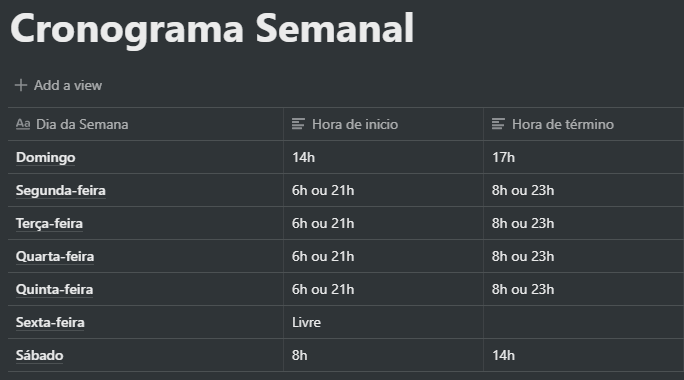 Cronograma Semanal
+ Add a view
Aa Dia da Semana Hora de inicio Hora de término
Domingo 14h 17h
Segunda-feira 6h ou 21h 8h ou 23h
Terça-feira 6h ou 21h 8h ou 23h
Quarta-feira 6h ou 21h 8h ou 23h
Quinta-feira 6h ou 21h 8h ou 23h
Sexta-feira Livre
Sábado 8h 14h